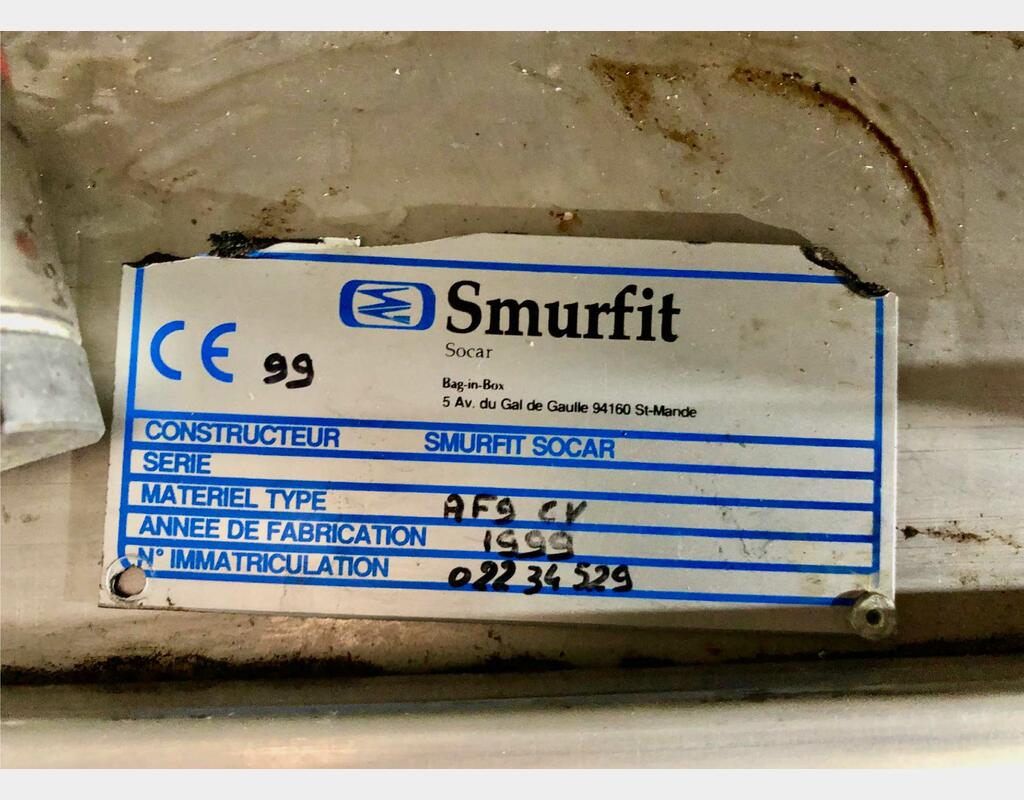 Smurfit
Socar
CE 99
Bag-in-Box
5 Av. du Gal de Gaulle 94160 St-Mande
CONSTRUCTEUR SMURFIT SOCAR
SERIE
MATERIEL TYPE AF9 CV
ANNEE DE FABRICATION 1999
N° IMMATRICULATION 02234529